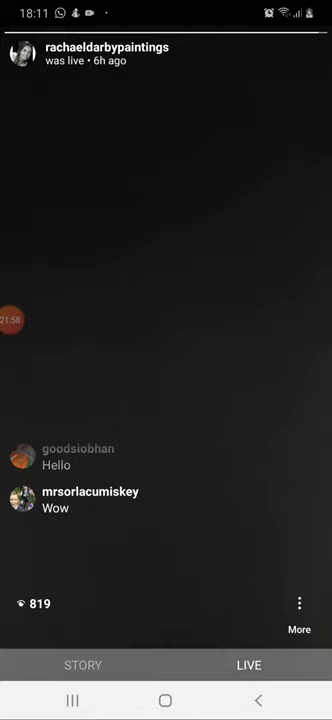 18:11
rachaeldarbypaintings
was live • 6h ago
21:58
goodsiobhan
Hello
mrsorlacumiskey
Wow
819
More
STORY LIVE